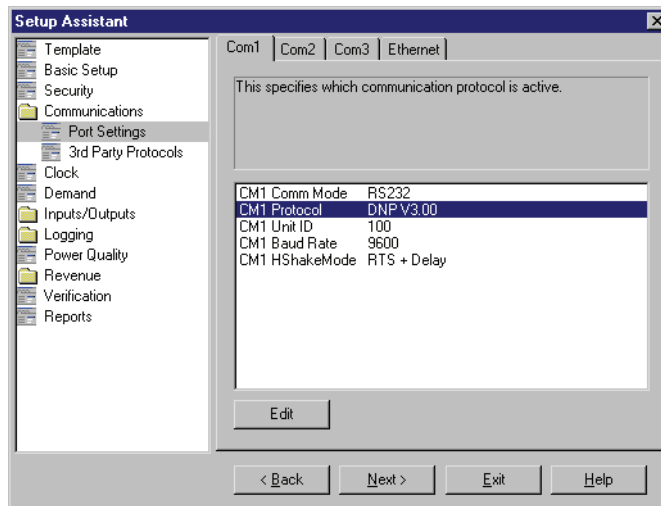 Setup Assistant
Template
Basic Setup
Security
Communications
Port Settings
3rd Party Protocols
Clock
Demand
Inputs/Outputs
Logging
Power Quality
Revenue
Verification
Reports
Com1 Com2 Com3 Ethernet
This specifies which communication protocol is active.
CM1 Comm Mode RS232
CM1 Protocol DNP V3.00
CM1 Unit ID 100
CM1 Baud Rate 9600
CM1 HShakeMode RTS + Delay
Edit
< Back Next > Exit Help